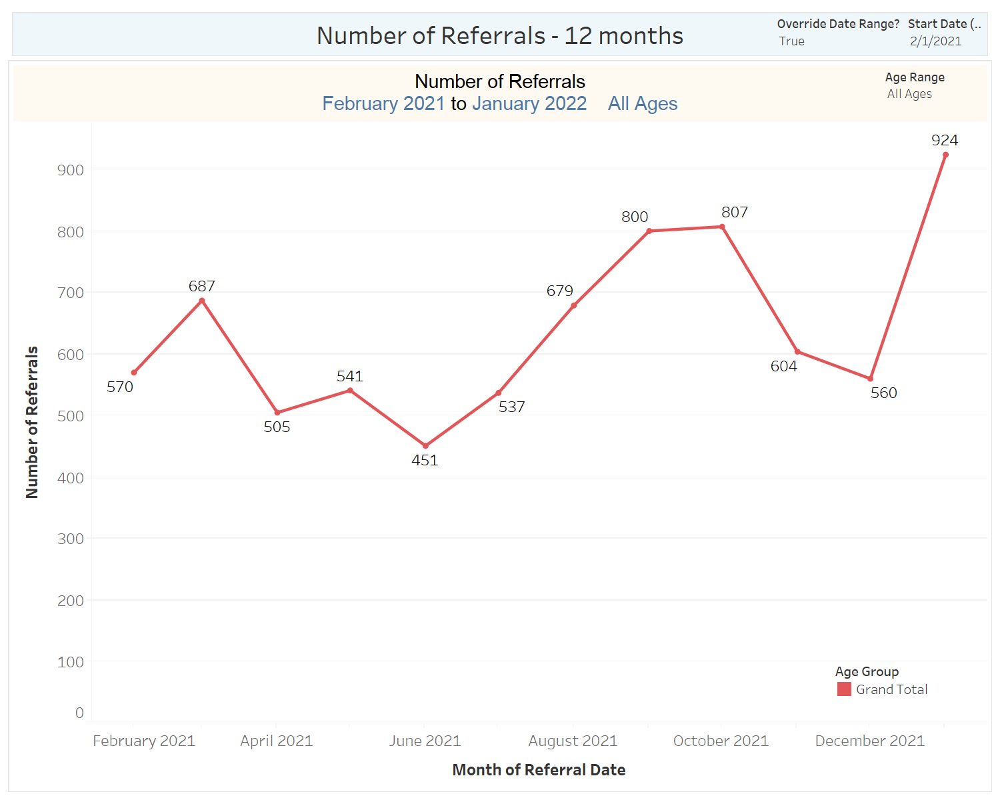 Number of Referrals - 12 months
Override Date Range?
True
Start Date (..
2/1/2021
Number of Referrals
February 2021 to January 2022 All Ages
Age Range
All Ages
Number of Referrals
900
800
700
600
500
400
300
200
100
0
570
687
505
541
451
537
679
800
807
604
560
924
Age Group
Grand Total
February 2021
April 2021
June 2021
August 2021
October 2021
December 2021
Month of Referral Date